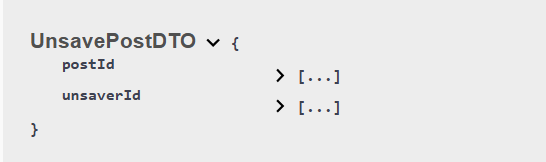 UnsavePostDTO {
postId
[...]
unsaverId
[...]
}